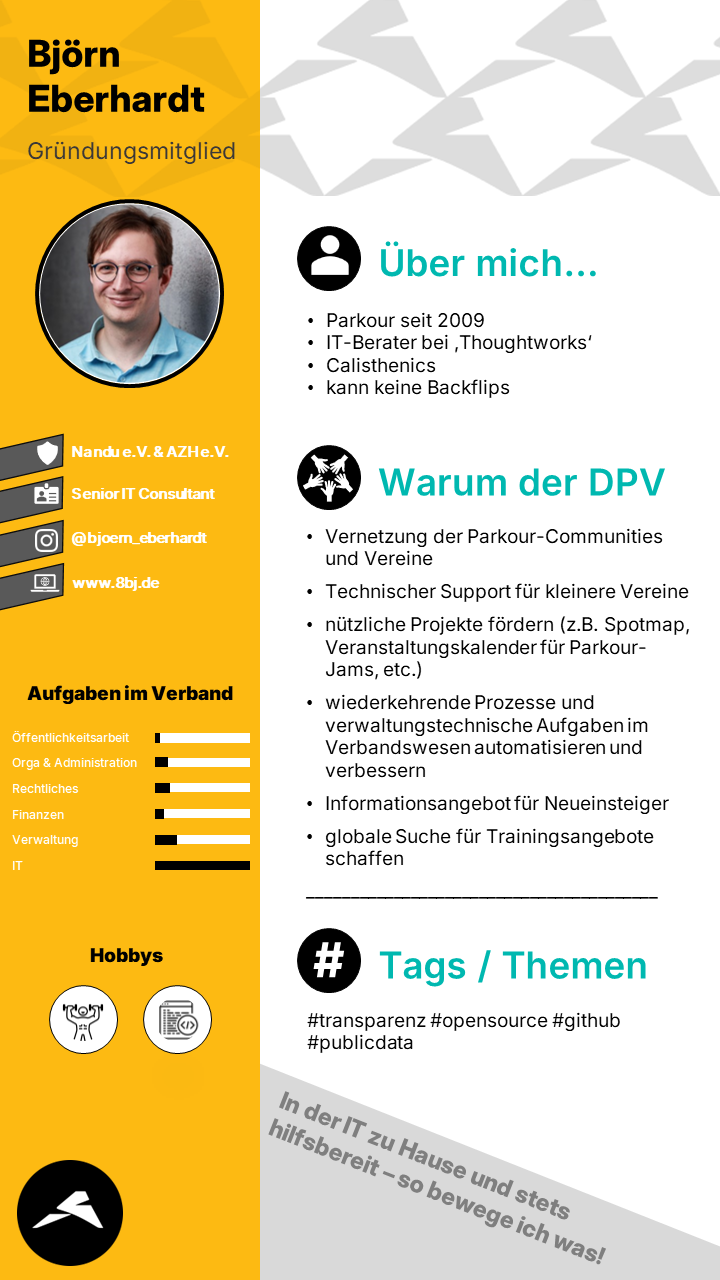 Björn
Eberhardt
Gründungsmitglied
Nandu e.V. & AZH e.V.
Senior IT Consultant
@bjoern_eberhardt
www.8bj.de
Aufgaben im Verband
Öffentlichkeitsarbeit
Orga & Administration
Rechtliches
Finanzen
Verwaltung
IT
Hobbys
Über mich...
• Parkour seit 2009
• IT-Berater bei ‚Thoughtworks‘
• Calisthenics
• kann keine Backflips
Warum der DPV
• Vernetzung der Parkour-Communities
und Vereine
• Technischer Support für kleinere Vereine
• nützliche Projekte fördern (z.B. Spotmap,
Veranstaltungskalender für Parkour-
Jams, etc.)
• wiederkehrende Prozesse und
verwaltungstechnische Aufgaben im
Verbandswesen automatisieren und
verbessern
• Informationsangebot für Neueinsteiger
• globale Suche für Trainingsangebote
schaffen
# Tags / Themen
#transparenz #opensource #github
#publicdata
In der IT zu Hause und stets
hilfsbereit – so bewege ich was!